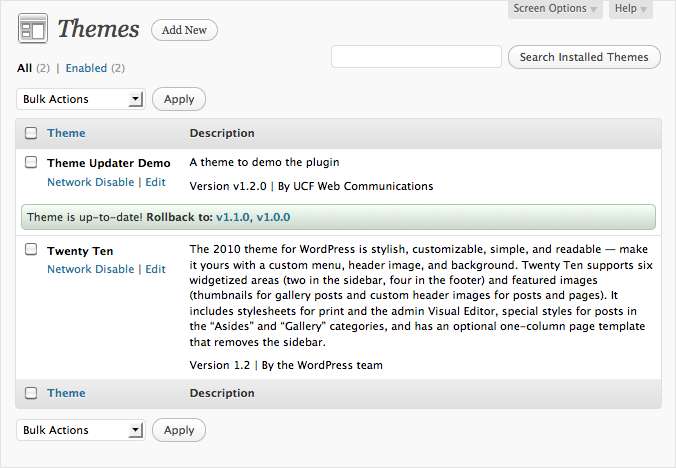 Screen Options Help
Themes Add New
All (2) | Enabled (2)
Search Installed Themes
Bulk Actions Apply
Theme Description
Theme Updater Demo A theme to demo the plugin
Network Disable | Edit
Version v1.2.0 | By UCF Web Communications
Theme is up-to-date! Rollback to: v1.1.0, v1.0.0
Twenty Ten The 2010 theme for WordPress is stylish, customizable, simple, and readable — make
Network Disable | Edit it yours with a custom menu, header image, and background. Twenty Ten supports six
widgetized areas (two in the sidebar, four in the footer) and featured images
(thumbnails for gallery posts and custom header images for posts and pages). It
includes stylesheets for print and the admin Visual Editor, special styles for posts in
the “Asides” and “Gallery” categories, and has an optional one-column page template
that removes the sidebar.
Version 1.2 | By the WordPress team
Theme Description
Bulk Actions Apply